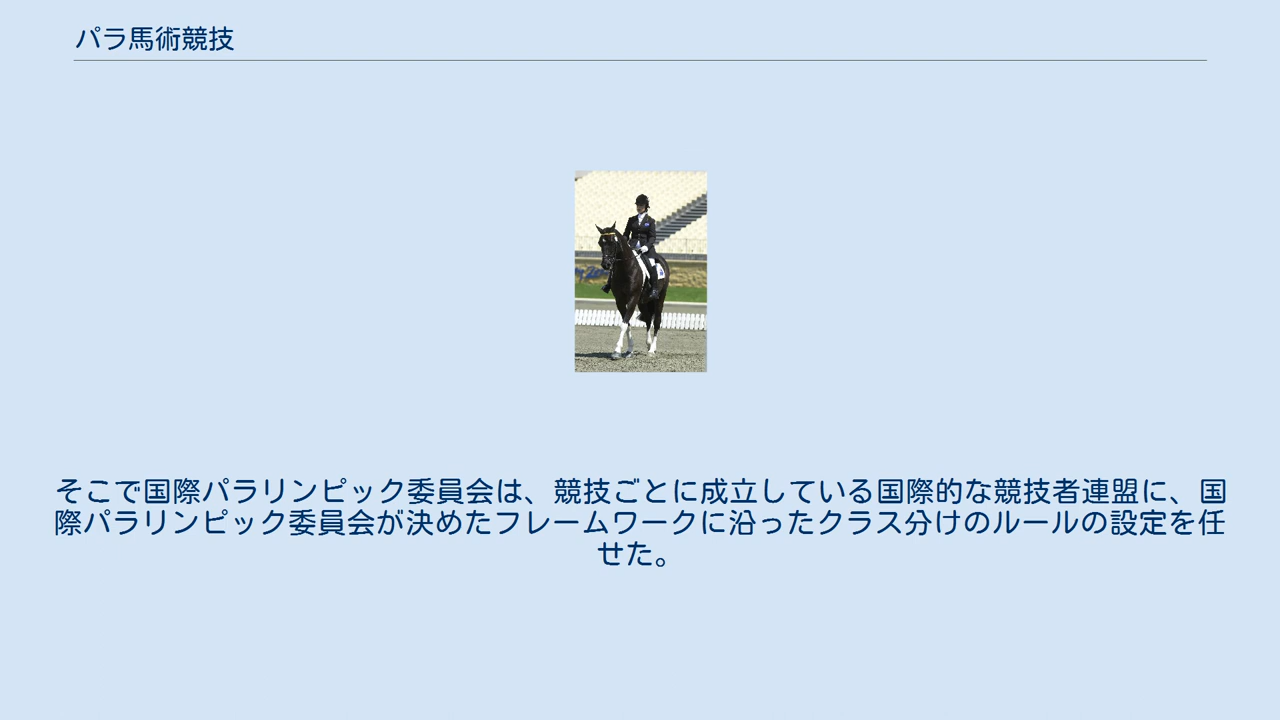 パラ馬術競技
そこで国際パラリンピック委員会は、競技ごとに成立している国際的な競技者連盟に、国
際パラリンピック委員会が決めたフレームワークに沿ったクラス分けのルールの設定を任
せた。